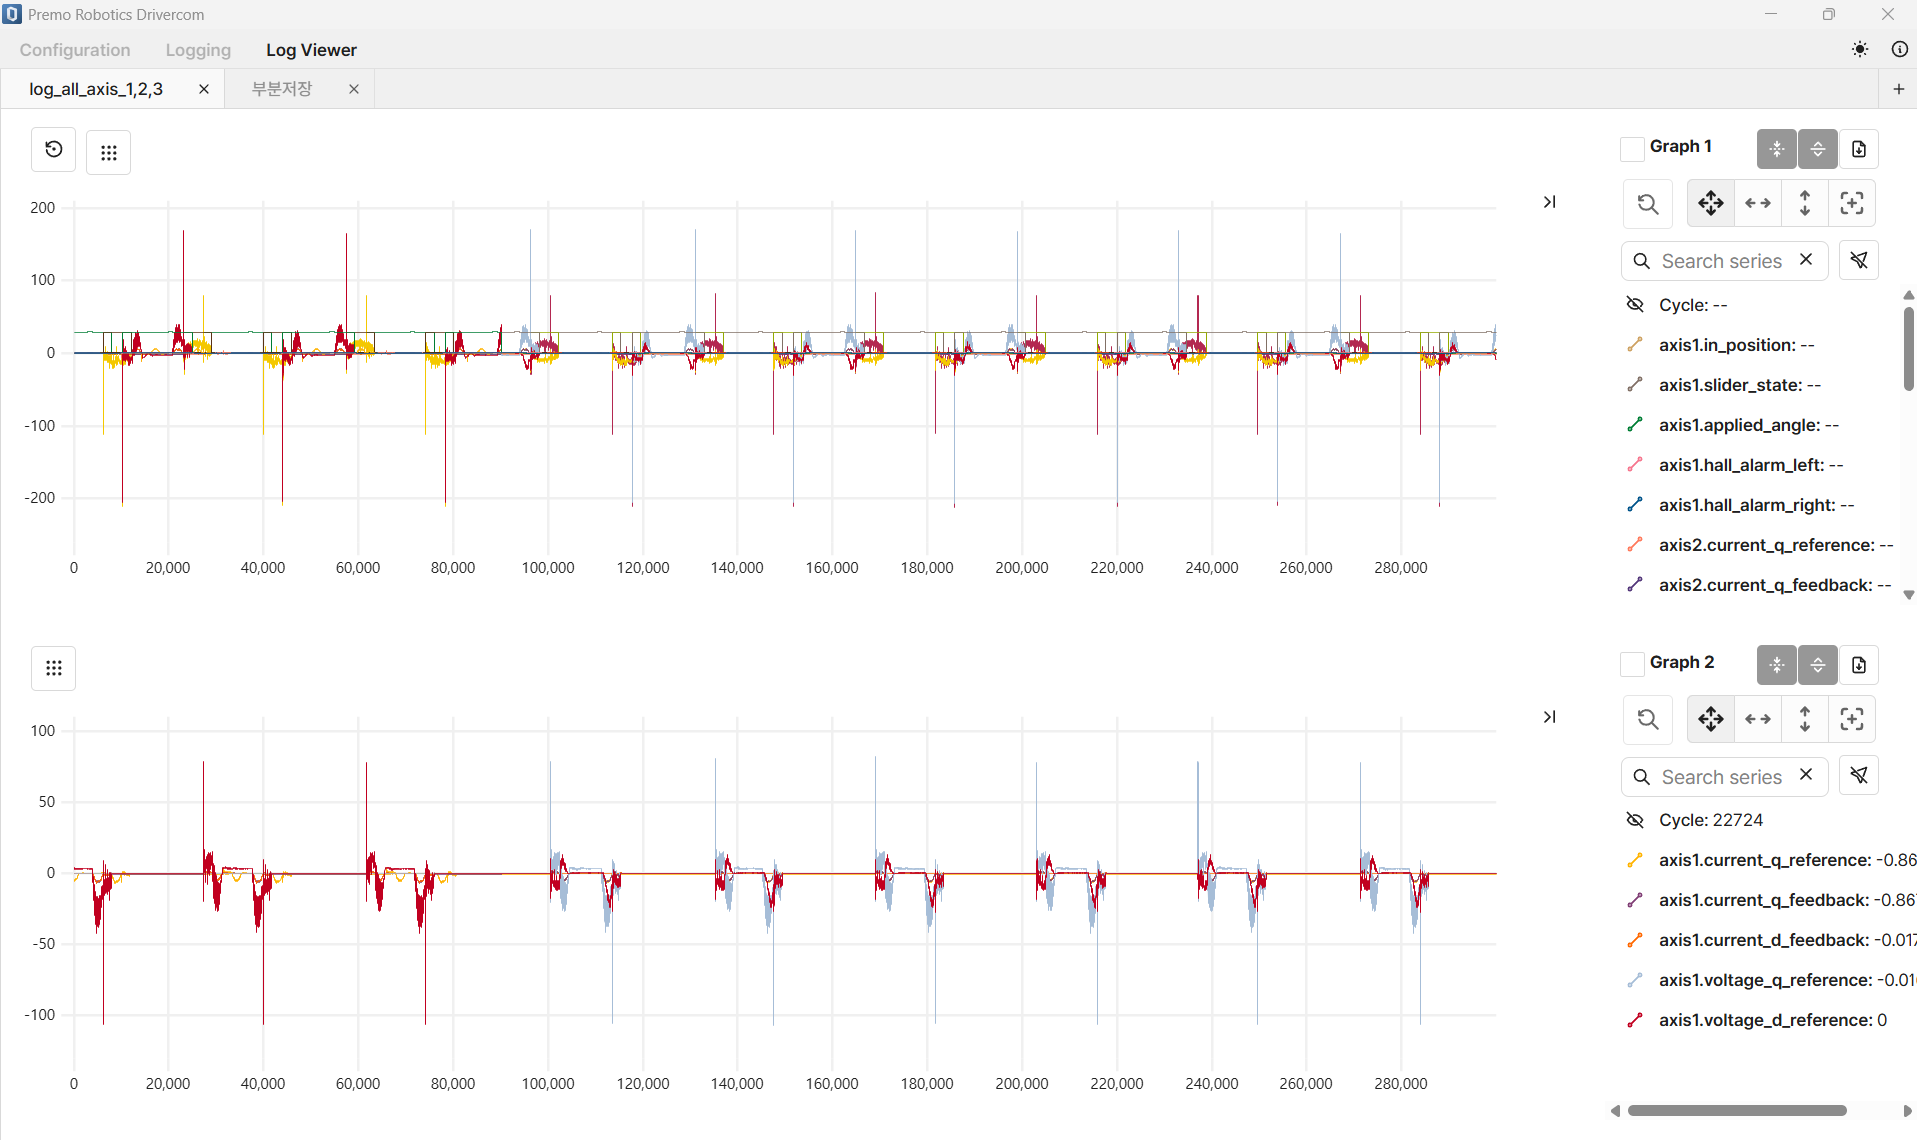 Premo Robotics Drivercom
Configuration Logging Log Viewer
log_all_axis_1,2,3 부분저장
Graph 1
Search series
Cycle: --
axis1.in_position: --
axis1.slider_state: --
axis1.applied_angle: --
axis1.hall_alarm_left: --
axis1.hall_alarm_right: --
axis2.current_q_reference: --
axis2.current_q_feedback: --
200
100
0
-100
-200
0 20,000 40,000 60,000 80,000 100,000 120,000 140,000 160,000 180,000 200,000 220,000 240,000 260,000 280,000
Graph 2
Search series
Cycle: 22724
axis1.current_q_reference: -0.86
axis1.current_q_feedback: -0.86
axis1.current_d_feedback: -0.017
axis1.voltage_q_reference: -0.01
axis1.voltage_d_reference: 0
100
50
0
-50
-100
0 20,000 40,000 60,000 80,000 100,000 120,000 140,000 160,000 180,000 200,000 220,000 240,000 260,000 280,000